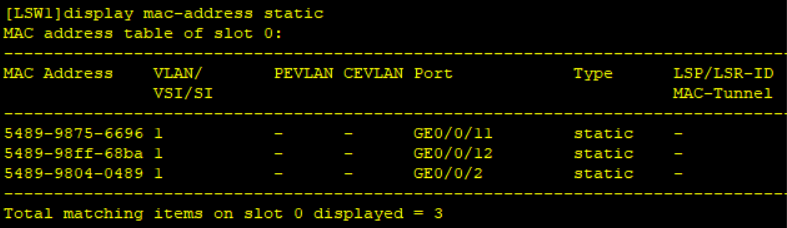 [LSW1]display mac-address static
MAC address table of slot 0:
-------------------------------------------------------------------------------
MAC Address    VLAN/       PEVLAN CEVLAN Port            Type      LSP/LSR-ID
               VSI/SI                                              MAC-Tunnel
-------------------------------------------------------------------------------
5489-9875-6696 1           -      -      GE0/0/11        static    -
5489-98ff-68ba 1           -      -      GE0/0/12        static    -
5489-9804-0489 1           -      -      GE0/0/2         static    -
-------------------------------------------------------------------------------
Total matching items on slot 0 displayed = 3